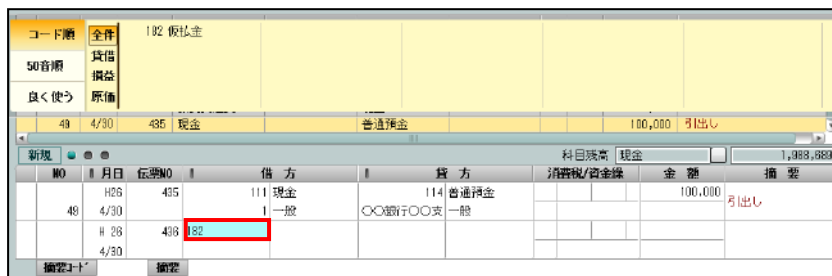 コード順 全件 182 仮払金
貸借
50音順
損益
良く使う 原価
49 4/30 435 現金 普通預金 100,000 引出し
新規 科目残高 現金 1,988,689
NO 月日 伝票NO 借 方 貸 方 消費税/資金繰 金 額 摘 要
H26 435 111 現金 114 普通預金 100,000
引出し
49 4/30 1 一般 〇〇銀行〇〇支 一般
H 26 436 182
4/30
摘要ｺｰﾄﾞ 摘要